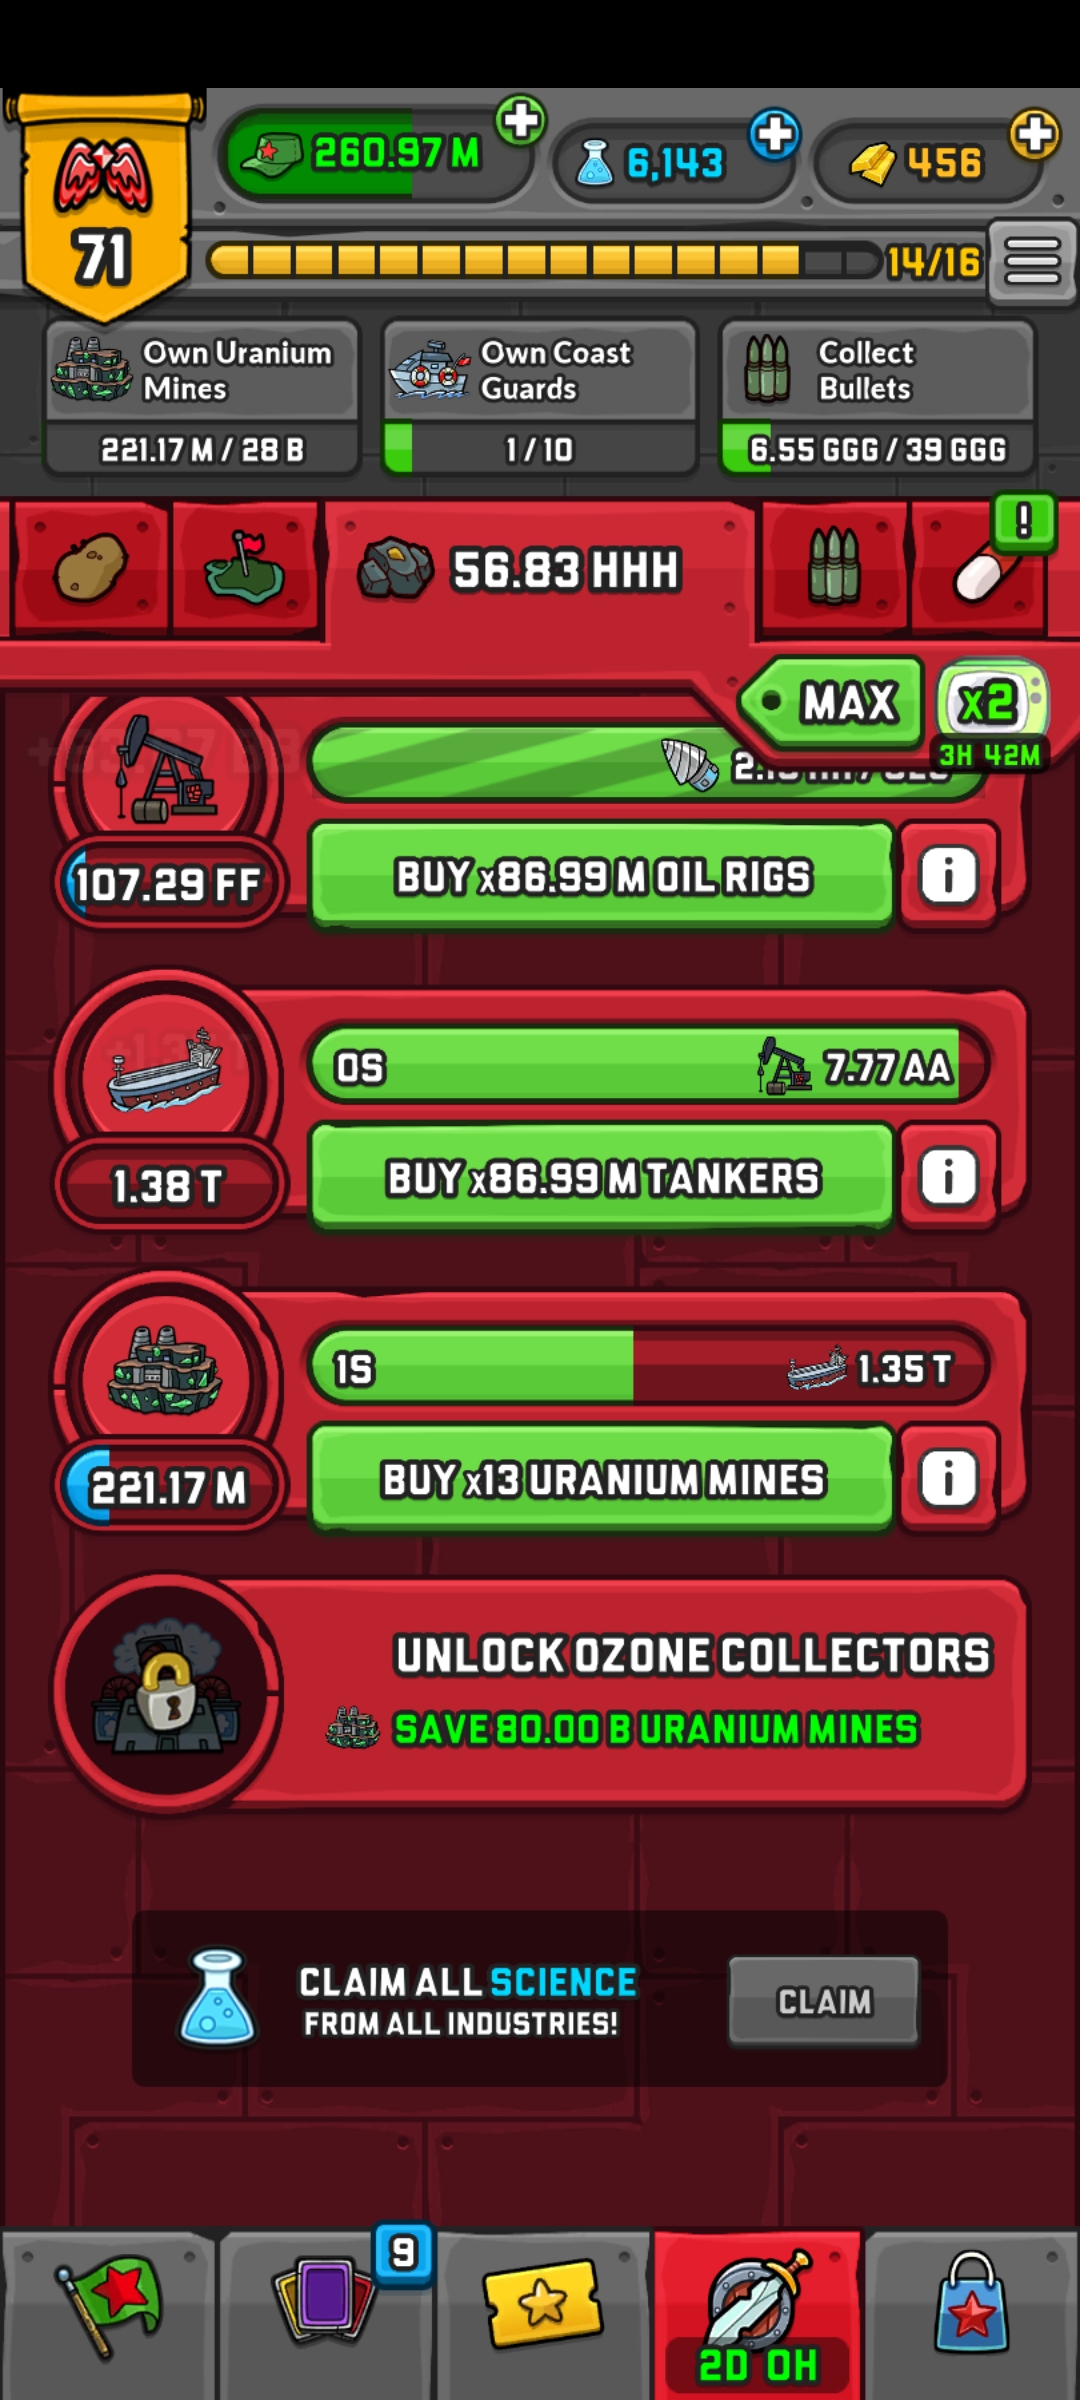 260.97 M
6,143
456
71
14/16
Own Uranium
Mines
221.17 M / 28 B
Own Coast
Guards
1 / 10
Collect
Bullets
6.55 GGG / 39 GGG
56.83 HHH
!
MAX
x2
3H 42M
107.29 FF
BUY x86.99 M OIL RIGS
i
0S
7.77 AA
1.38 T
BUY x86.99 M TANKERS
i
1S
1.35 T
221.17 M
BUY x13 URANIUM MINES
i
UNLOCK OZONE COLLECTORS
SAVE 80.00 B URANIUM MINES
CLAIM ALL SCIENCE
FROM ALL INDUSTRIES!
CLAIM
9
2D 0H